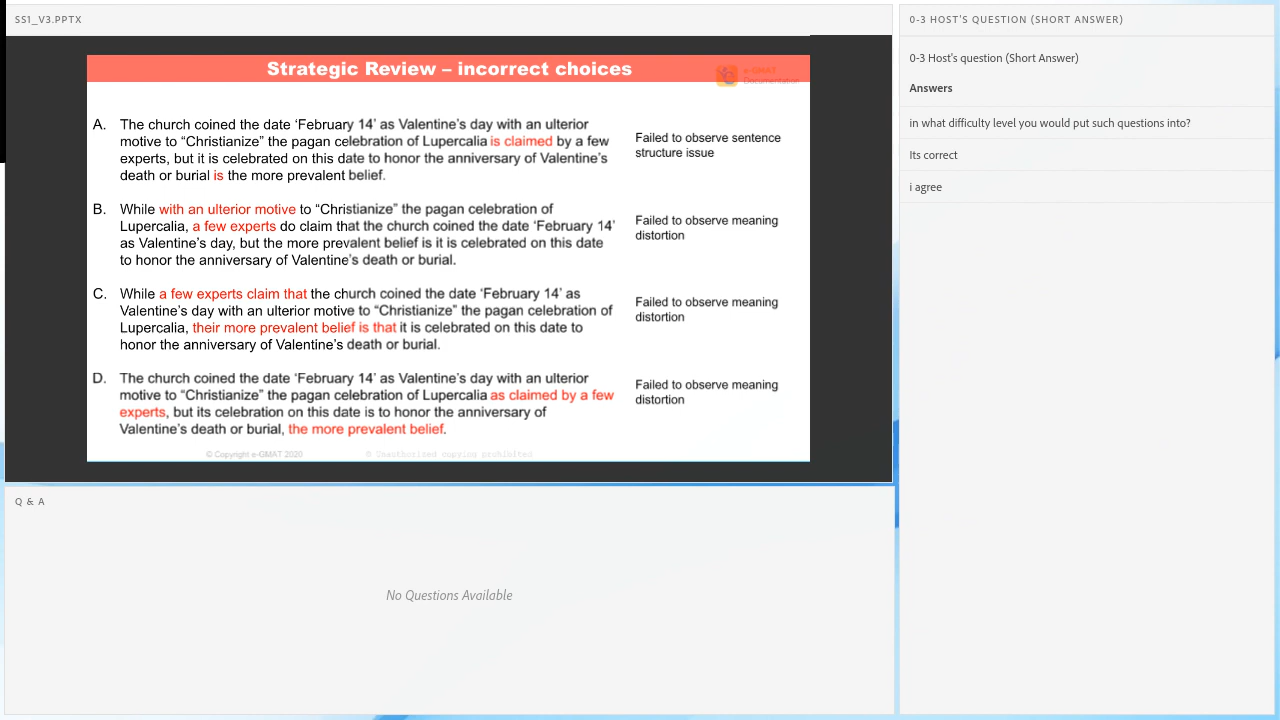 SS1_V3.PPTX
Strategic Review – incorrect choices
e-GMAT
Documentation
A. The church coined the date ‘February 14’ as Valentine’s day with an ulterior
motive to “Christianize” the pagan celebration of Lupercalia is claimed by a few
experts, but it is celebrated on this date to honor the anniversary of Valentine’s
death or burial is the more prevalent belief.
Failed to observe sentence
structure issue
B. While with an ulterior motive to “Christianize” the pagan celebration of
Lupercalia, a few experts do claim that the church coined the date ‘February 14’
as Valentine’s day, but the more prevalent belief is it is celebrated on this date
to honor the anniversary of Valentine’s death or burial.
Failed to observe meaning
distortion
C. While a few experts claim that the church coined the date ‘February 14’ as
Valentine’s day with an ulterior motive to “Christianize” the pagan celebration of
Lupercalia, their more prevalent belief is that it is celebrated on this date to
honor the anniversary of Valentine’s death or burial.
Failed to observe meaning
distortion
D. The church coined the date ‘February 14’ as Valentine’s day with an ulterior
motive to “Christianize” the pagan celebration of Lupercalia as claimed by a few
experts, but its celebration on this date is to honor the anniversary of
Valentine’s death or burial, the more prevalent belief.
Failed to observe meaning
distortion
© Copyright e-GMAT 2020
© Unauthorized copying prohibited
Q & A
No Questions Available
0-3 HOST'S QUESTION (SHORT ANSWER)
0-3 Host's question (Short Answer)
Answers
in what difficulty level you would put such questions into?
Its correct
i agree